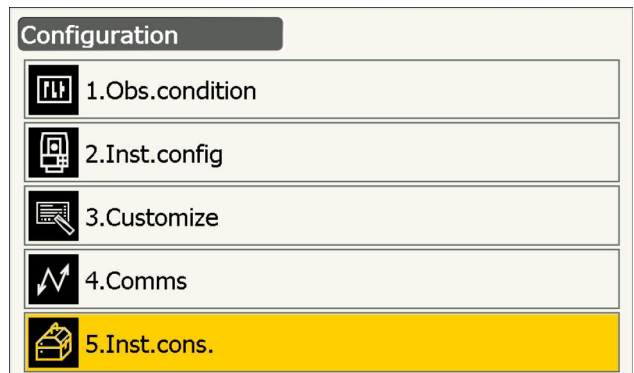 Configuration
1.Obs.condition
2.Inst.config
3.Customize
4.Comms
5.Inst.cons.